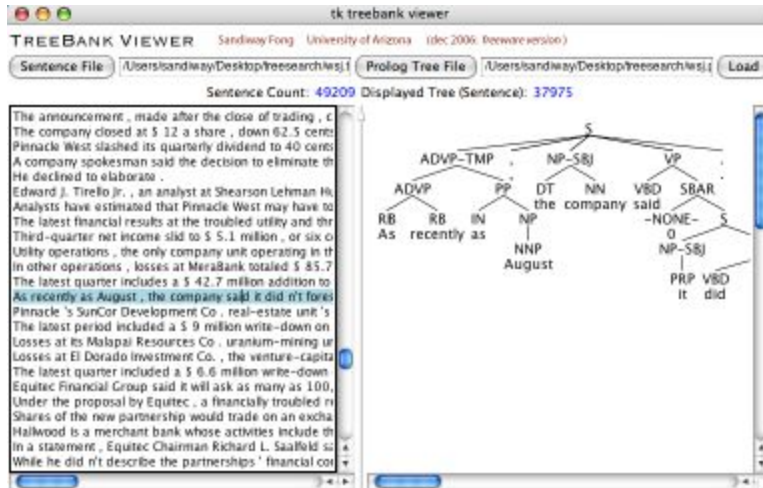 tk treebank viewer
TREEBANK VIEWER Sandiway Fong University of Arizona (dec 2006: freeware version)
Sentence File /Users/sandiway/Desktop/treesearch/wsj.t Prolog Tree File /Users/sandiway/Desktop/treesearch/wsj.p Load
Sentence Count: 49209 Displayed Tree (Sentence): 37975
The announcement , made after the close of trading , c
The company closed at $ 12 a share , down 62.5 cents
Pinnacle West slashed its quarterly dividend to 40 cents
A company spokesman said the decision to eliminate th
He declined to elaborate .
Edward J. Tirello Jr. , an analyst at Shearson Lehman Hu
Analysts have estimated that Pinnacle West may have to
The latest financial results at the troubled utility and thr
Third-quarter net income slid to $ 5.1 million , or six c
Utility operations , the only company unit operating in th
In other operations , losses at MeraBank totaled $ 85.7
The latest quarter includes a $ 42.7 million addition to
As recently as August , the company said it did n't fores
Pinnacle 's SunCor Development Co . real-estate unit 's
The latest period included a $ 9 million write-down on
Losses at its Malapai Resources Co . uranium-mining un
Losses at El Dorado Investment Co. , the venture-capita
The latest quarter included a $ 6.6 million write-down
Equitec Financial Group said it will ask as many as 100,
Under the proposal by Equitec , a financially troubled re
Shares of the new partnership would trade on an excha
Hallwood is a merchant bank whose activities include th
In a statement , Equitec Chairman Richard L. Saalfeld sa
While he did n't describe the partnerships ' financial con
S
ADVP-TMP , NP-SBJ VP .
ADVP PP , DT NN VBD SBAR .
the company said
RB RB IN NP -NONE- S
As recently as 0
NNP NP-SBJ
August
PRP VBD
it did